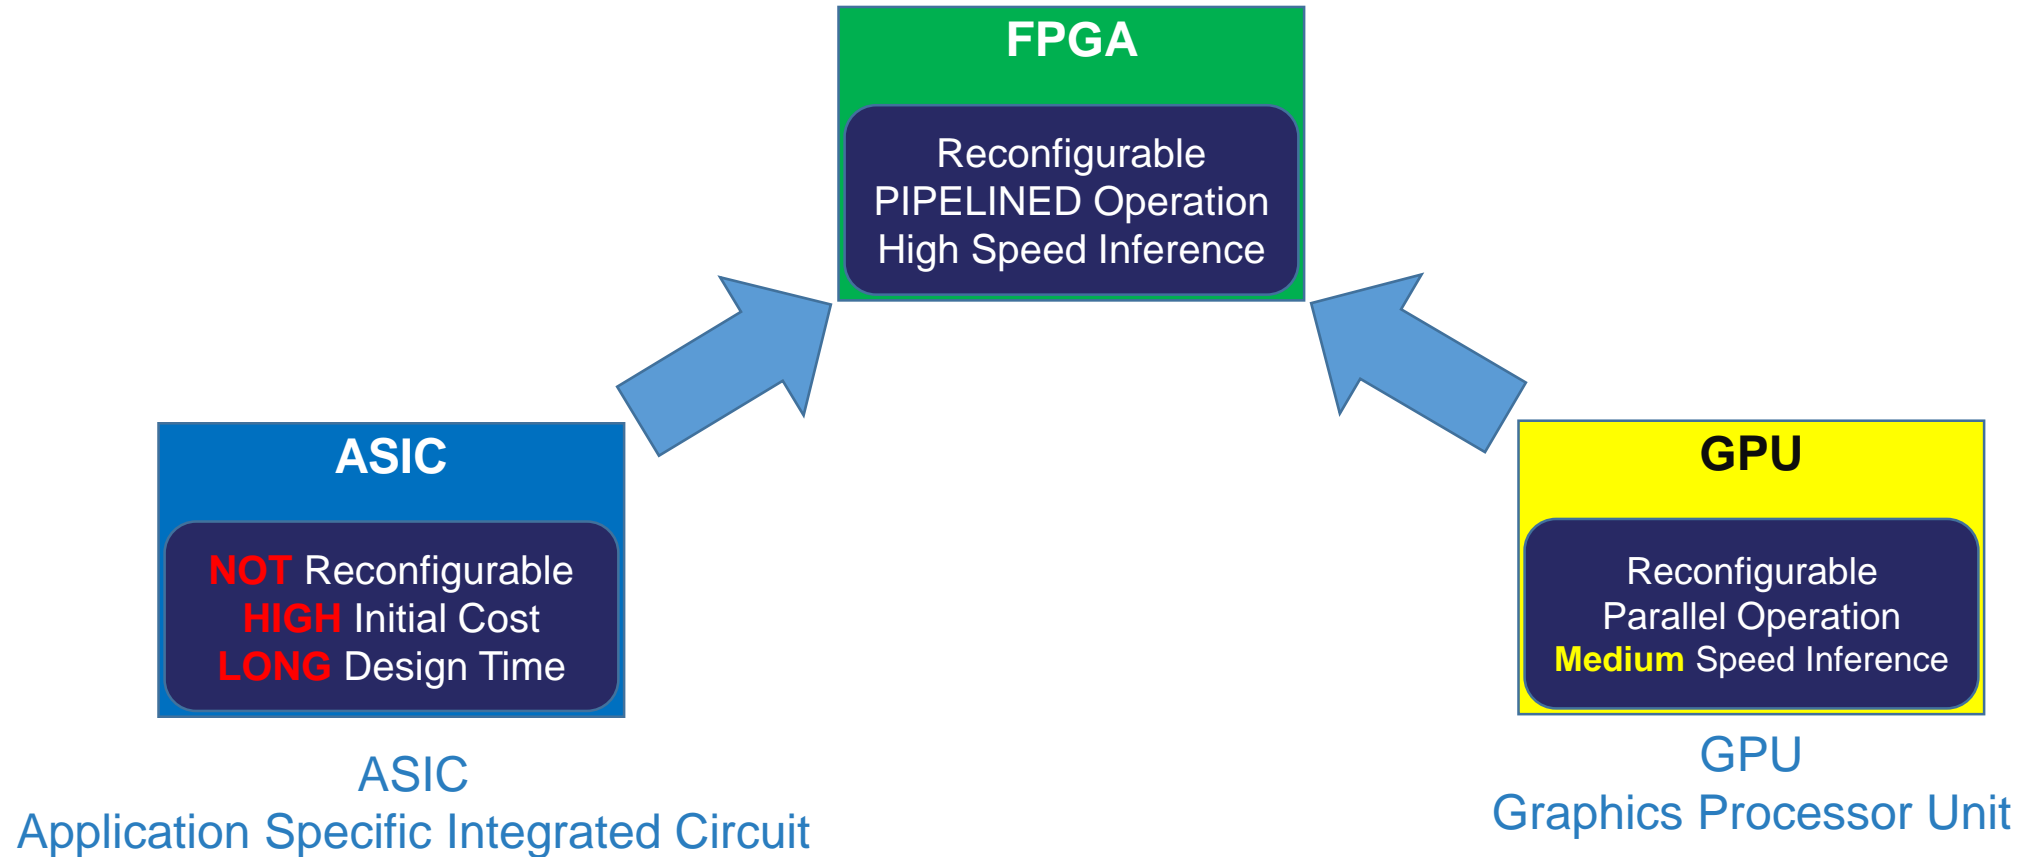 FPGA
Reconfigurable
PIPELINED Operation
High Speed Inference
ASIC
NOT Reconfigurable
HIGH Initial Cost
LONG Design Time
ASIC
Application Specific Integrated Circuit
GPU
Reconfigurable
Parallel Operation
Medium Speed Inference
GPU
Graphics Processor Unit